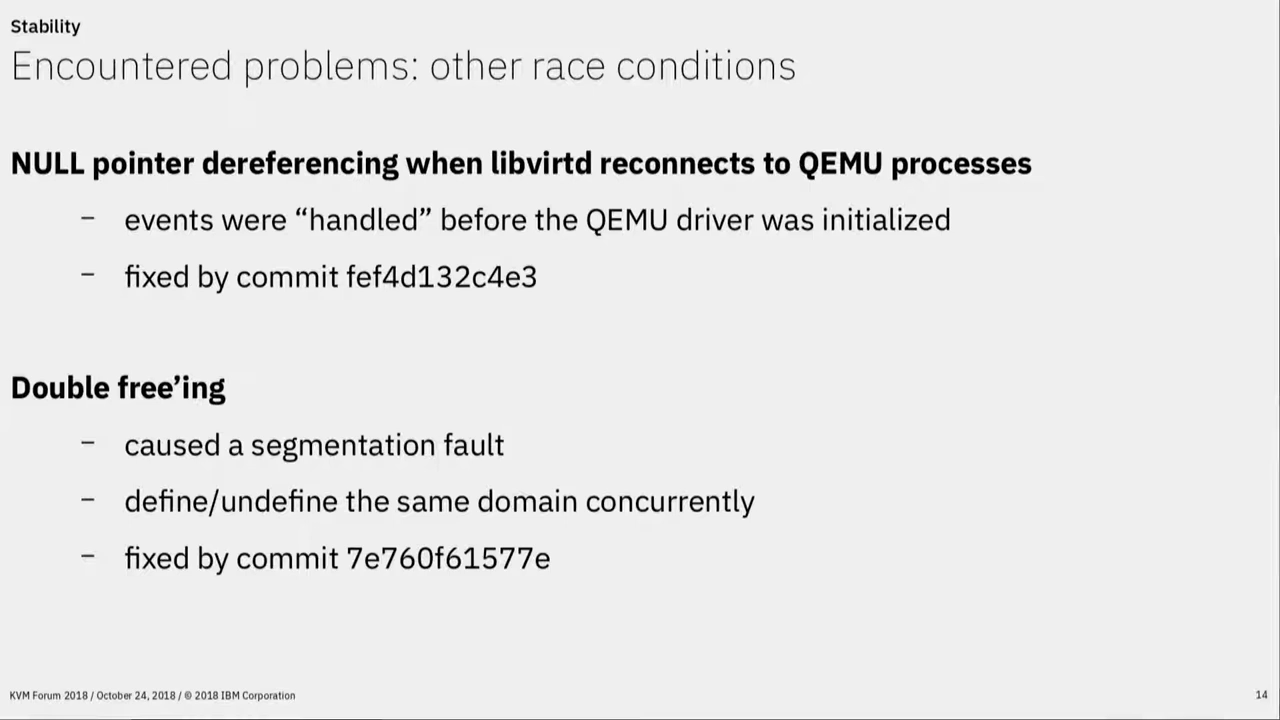 Stability
Encountered problems: other race conditions
NULL pointer dereferencing when libvirtd reconnects to QEMU processes
– events were “handled” before the QEMU driver was initialized
– fixed by commit fef4d132c4e3
Double free’ing
– caused a segmentation fault
– define/undefine the same domain concurrently
– fixed by commit 7e760f61577e
KVM Forum 2018 / October 24, 2018 / © 2018 IBM Corporation
14